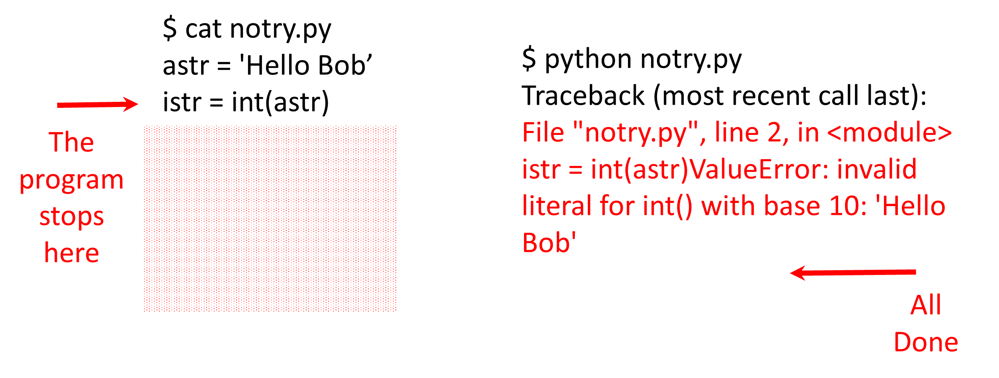 $ cat notry.py
astr = 'Hello Bob’
istr = int(astr)
The
program
stops
here
$ python notry.py
Traceback (most recent call last):
File "notry.py", line 2, in <module>
istr = int(astr)ValueError: invalid
literal for int() with base 10: 'Hello
Bob'
All
Done